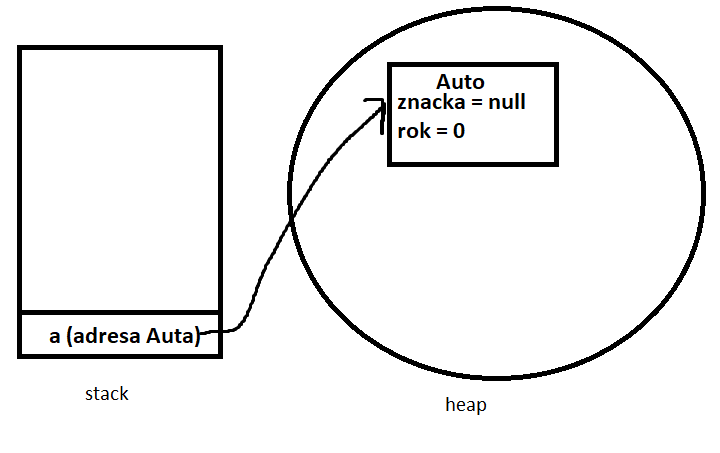 Auto
znacka = null
rok = 0
a (adresa Auta)
stack
heap